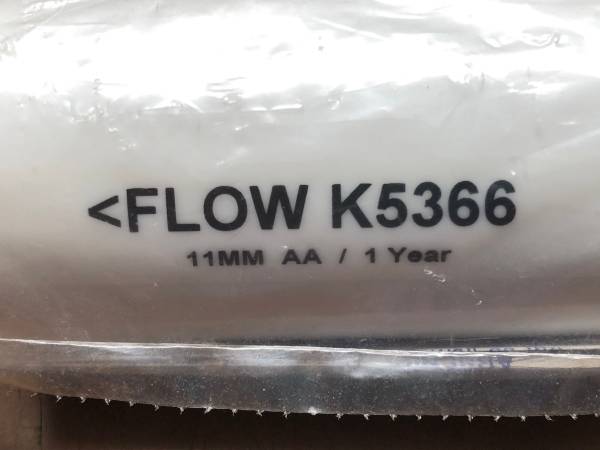 <FLOW K5366
11MM AA / 1 Year